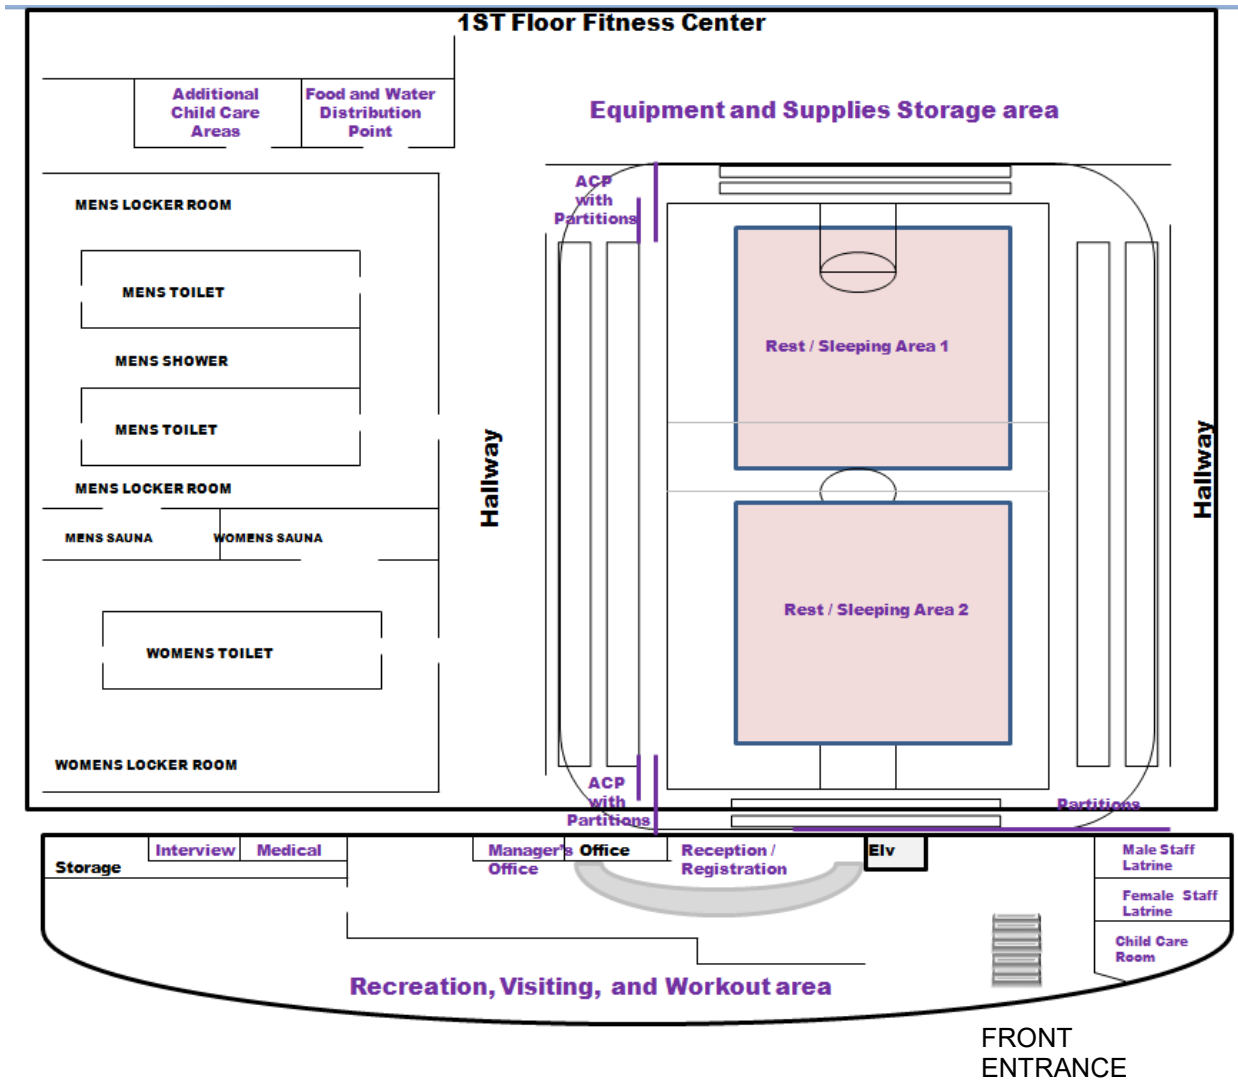 1ST Floor Fitness Center
Additional
Child Care
Areas
Food and Water
Distribution
Point
Equipment and Supplies Storage area
ACP
with
Partitions
MENS LOCKER ROOM
MENS TOILET
MENS SHOWER
MENS TOILET
MENS LOCKER ROOM
MENS SAUNA
WOMENS SAUNA
WOMENS TOILET
WOMENS LOCKER ROOM
Hallway
Rest / Sleeping Area 1
Rest / Sleeping Area 2
Hallway
ACP
with
Partitions
Partitions
Storage
Interview
Medical
Manager's
Office
Office
Reception /
Registration
Elv
Male Staff
Latrine
Female Staff
Latrine
Child Care
Room
Recreation, Visiting, and Workout area
FRONT
ENTRANCE